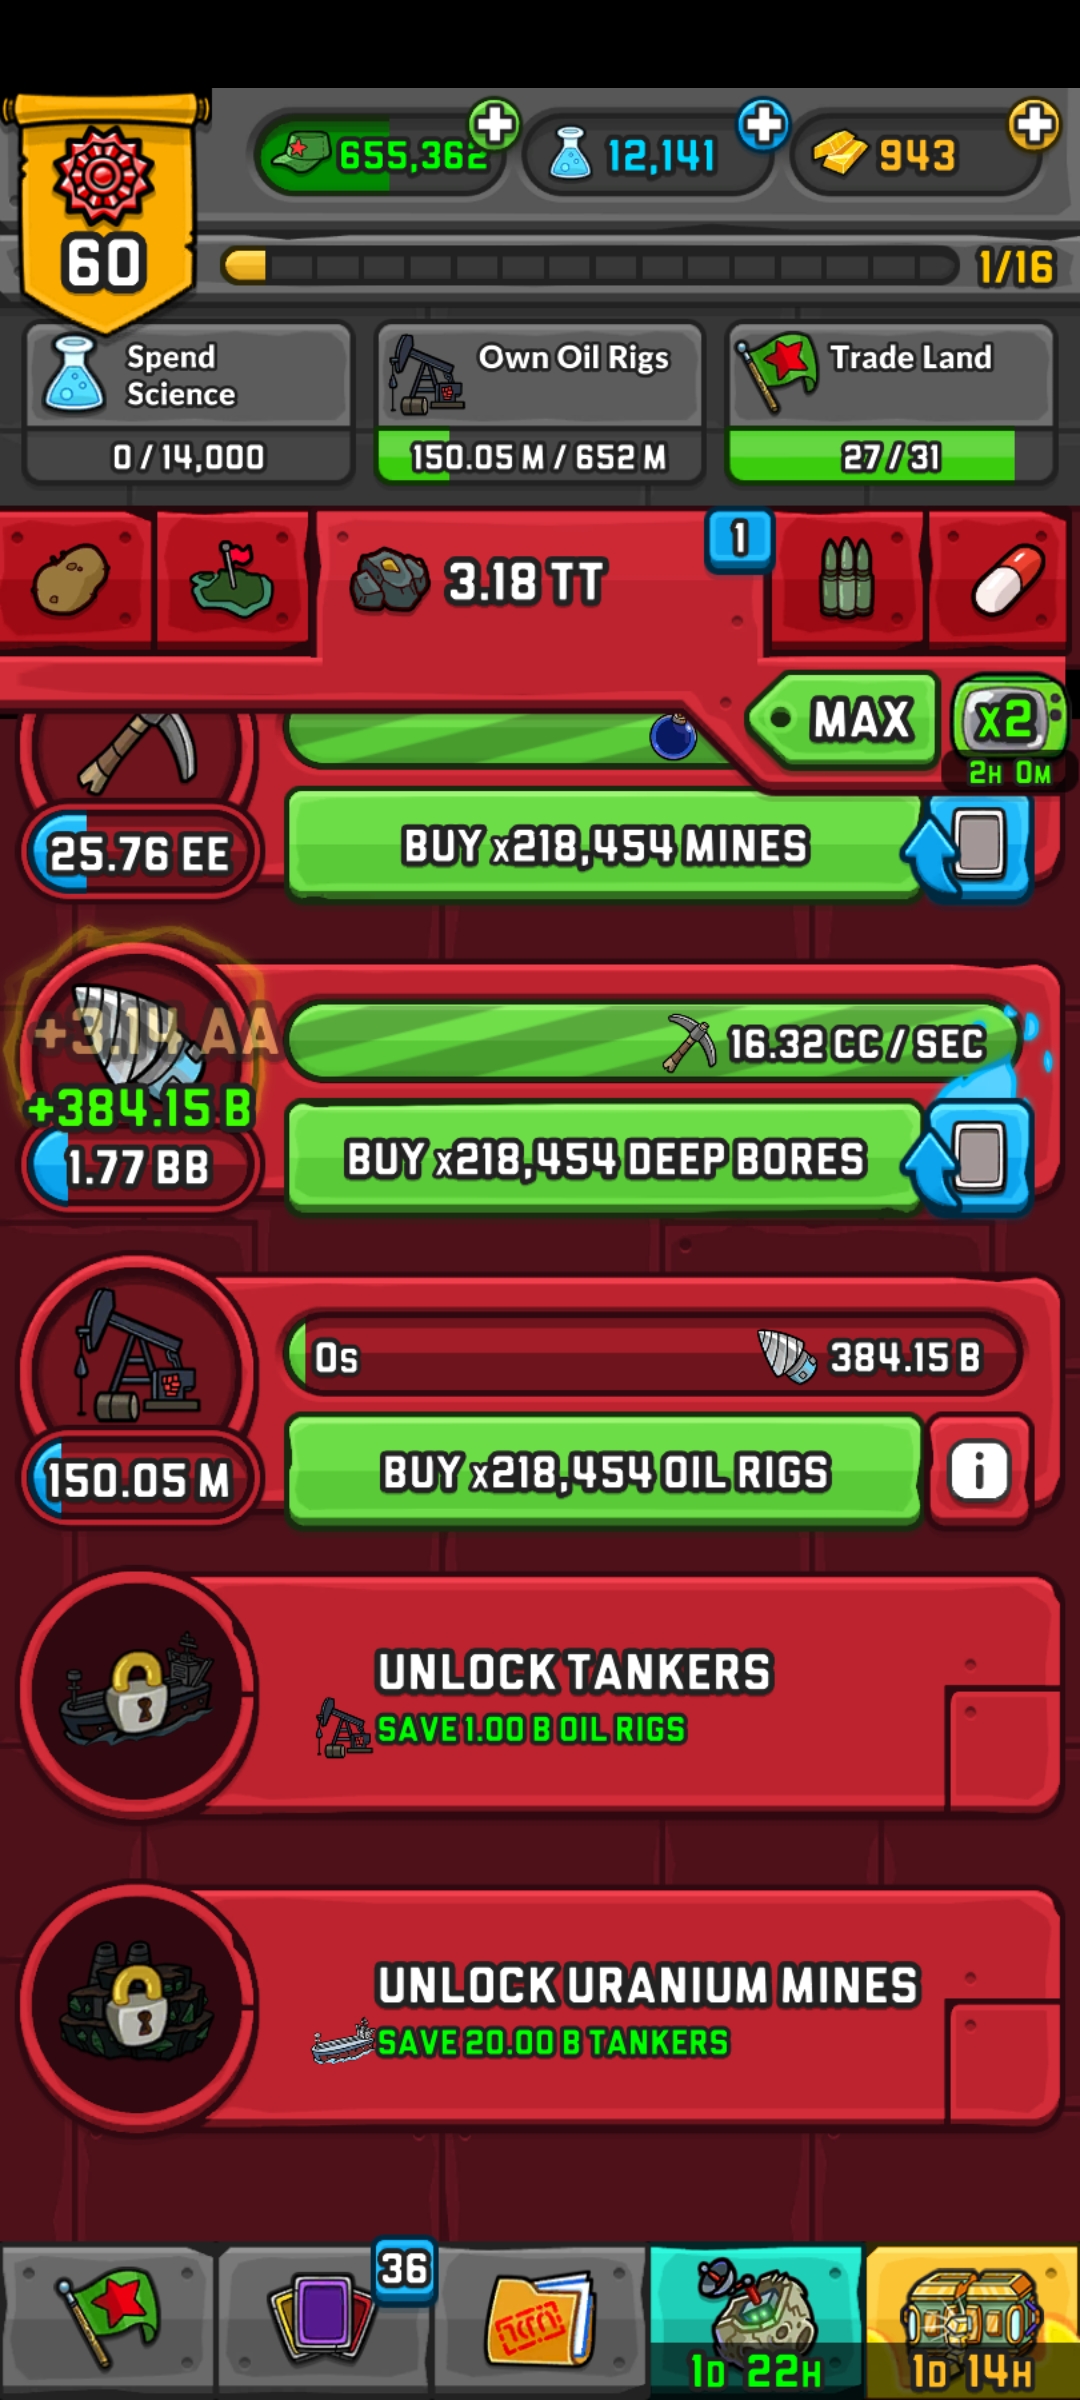 655,362
12,141
943
60
1/16
Spend
Science
0 / 14,000
Own Oil Rigs
150.05 M / 652 M
Trade Land
27 / 31
3.18 TT
1
MAX
x2
2H 0M
25.76 EE
BUY x218,454 MINES
+3.14 AA
16.32 CC / SEC
+384.15 B
1.77 BB
BUY x218,454 DEEP BORES
0s
384.15 B
150.05 M
BUY x218,454 OIL RIGS
i
UNLOCK TANKERS
SAVE 1.00 B OIL RIGS
UNLOCK URANIUM MINES
SAVE 20.00 B TANKERS
36
1D 22H
1D 14H